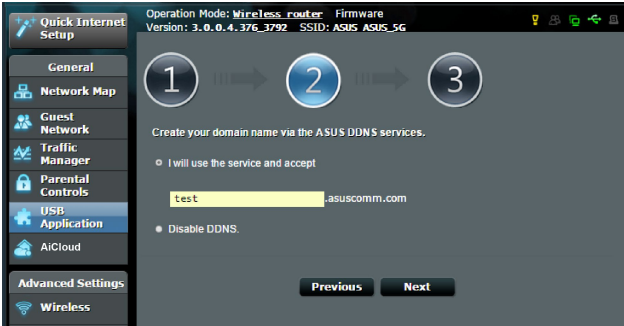 Quick Internet
Setup
Operation Mode: Wireless router Firmware
Version: 3.0.0.4.376_3792 SSID: ASUS ASUS_5G
General
Network Map
Guest
Network
Traffic
Manager
Parental
Controls
USB
Application
AiCloud
Advanced Settings
Wireless
1 2 3
Create your domain name via the ASUS DDNS services.
I will use the service and accept
test .asuscomm.com
Disable DDNS.
Previous Next